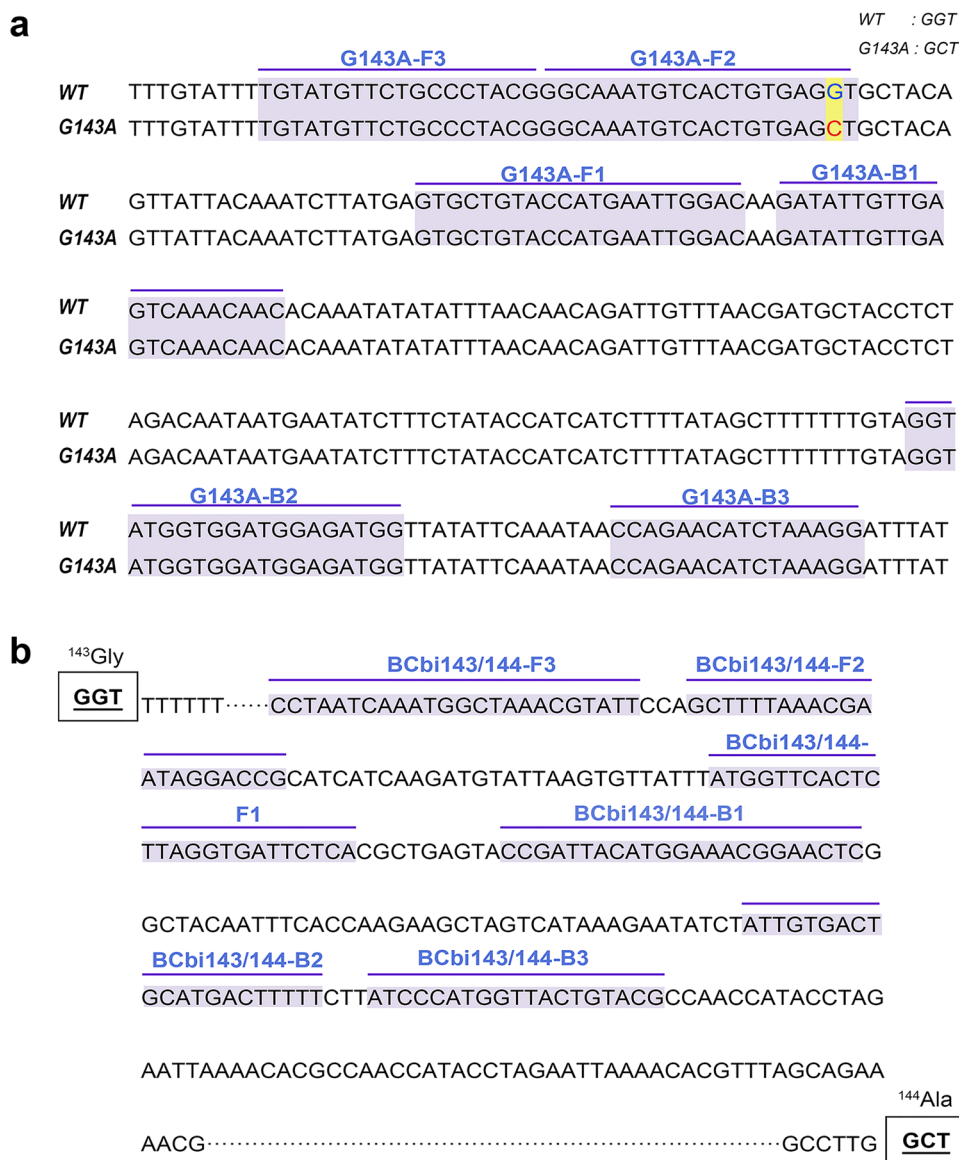 a
WT : GGT
G143A : GCT
G143A-F3 G143A-F2
WT TTTGTATTTTGTATGTTCTGCCCTACGGGCAAATGTCACTGTGAGGTGCTACA
G143A TTTGTATTTTGTATGTTCTGCCCTACGGGCAAATGTCACTGTGAGCTGCTACA
G143A-F1 G143A-B1
WT GTTATTACAAATCTTATGAGTGCTGTACCATGAATTGGACAAGATATTGTTGA
G143A GTTATTACAAATCTTATGAGTGCTGTACCATGAATTGGACAAGATATTGTTGA
WT GTCAAACAACACAAATATATATTTAACAACAGATTGTTTAACGATGCTACCTCT
G143A GTCAAACAACACAAATATATATTTAACAACAGATTGTTTAACGATGCTACCTCT
WT AGACAATAATGAATATCTTTCTATACCATCATCTTTTATAGCTTTTTTTGTAGGT
G143A AGACAATAATGAATATCTTTCTATACCATCATCTTTTATAGCTTTTTTTGTAGGT
G143A-B2 G143A-B3
WT ATGGTGGATGGAGATGGTTATATTCAAATAACCAGAACATCTAAAGGATTTAT
G143A ATGGTGGATGGAGATGGTTATATTCAAATAACCAGAACATCTAAAGGATTTAT
b
143Gly
BCbi143/144-F3 BCbi143/144-F2
GGT TTTTTT······CCTAATCAAATGGCTAAACGTATTCCAGCTTTTAAACGA
BCbi143/144-
ATAGGACCGCATCATCAAGATGTATTAAGTGTTATTTATGGTTCACTC
F1 BCbi143/144-B1
TTAGGTGATTCTCACGCTGAGTACCGATTACATGGAAACGGAACTCG
GCTACAATTTCACCAAGAAGCTAGTCATAAAGAATATCTATTGTGACT
BCbi143/144-B2 BCbi143/144-B3
GCATGACTTTTTCTTATCCCATGGTTACTGTACGCCAACCATACCTAG
AATTAAAACACGCCAACCATACCTAGAATTAAAACACGTTTAGCAGAA
144Ala
AACG························································GCCTTG GCT